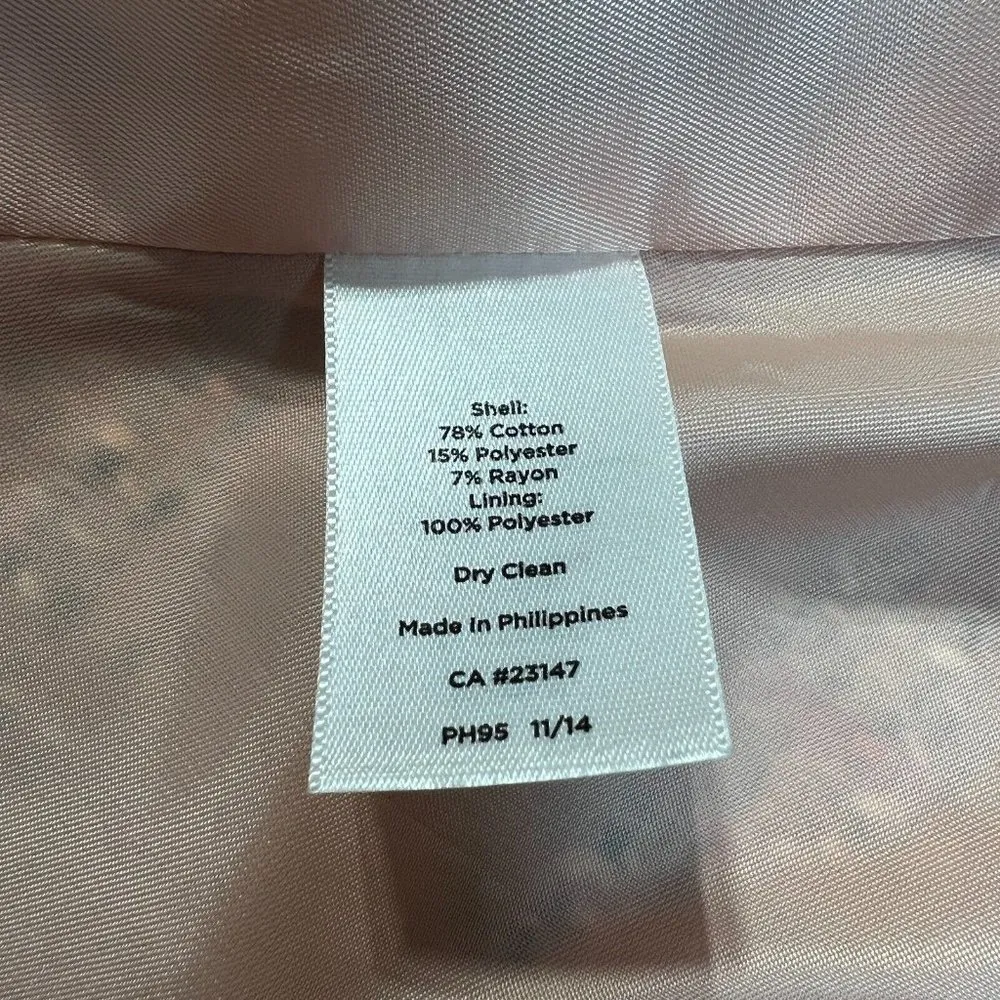 Shell:
78% Cotton
15% Polyester
7% Rayon
Lining:
100% Polyester
Dry Clean
Made In Philippines
CA #23147
PH95 11/14